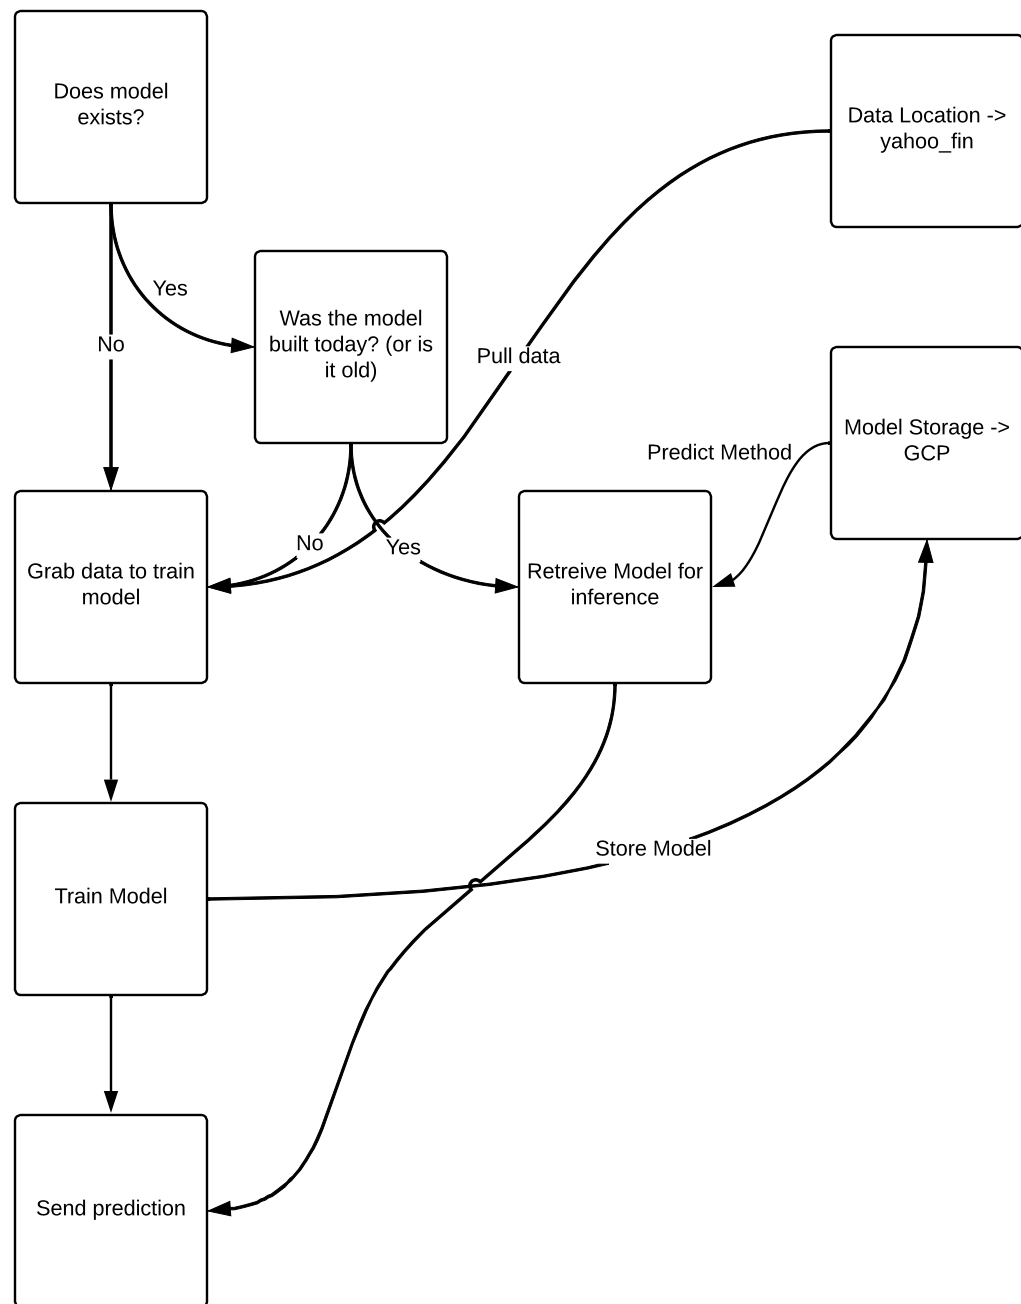 Does model
exists?
Data Location ->
yahoo_fin
Yes
No
Was the model
built today? (or is
it old)
Pull data
Model Storage ->
GCP
Predict Method
No
Yes
Grab data to train
model
Retreive Model for
inference
Store Model
Train Model
Send prediction